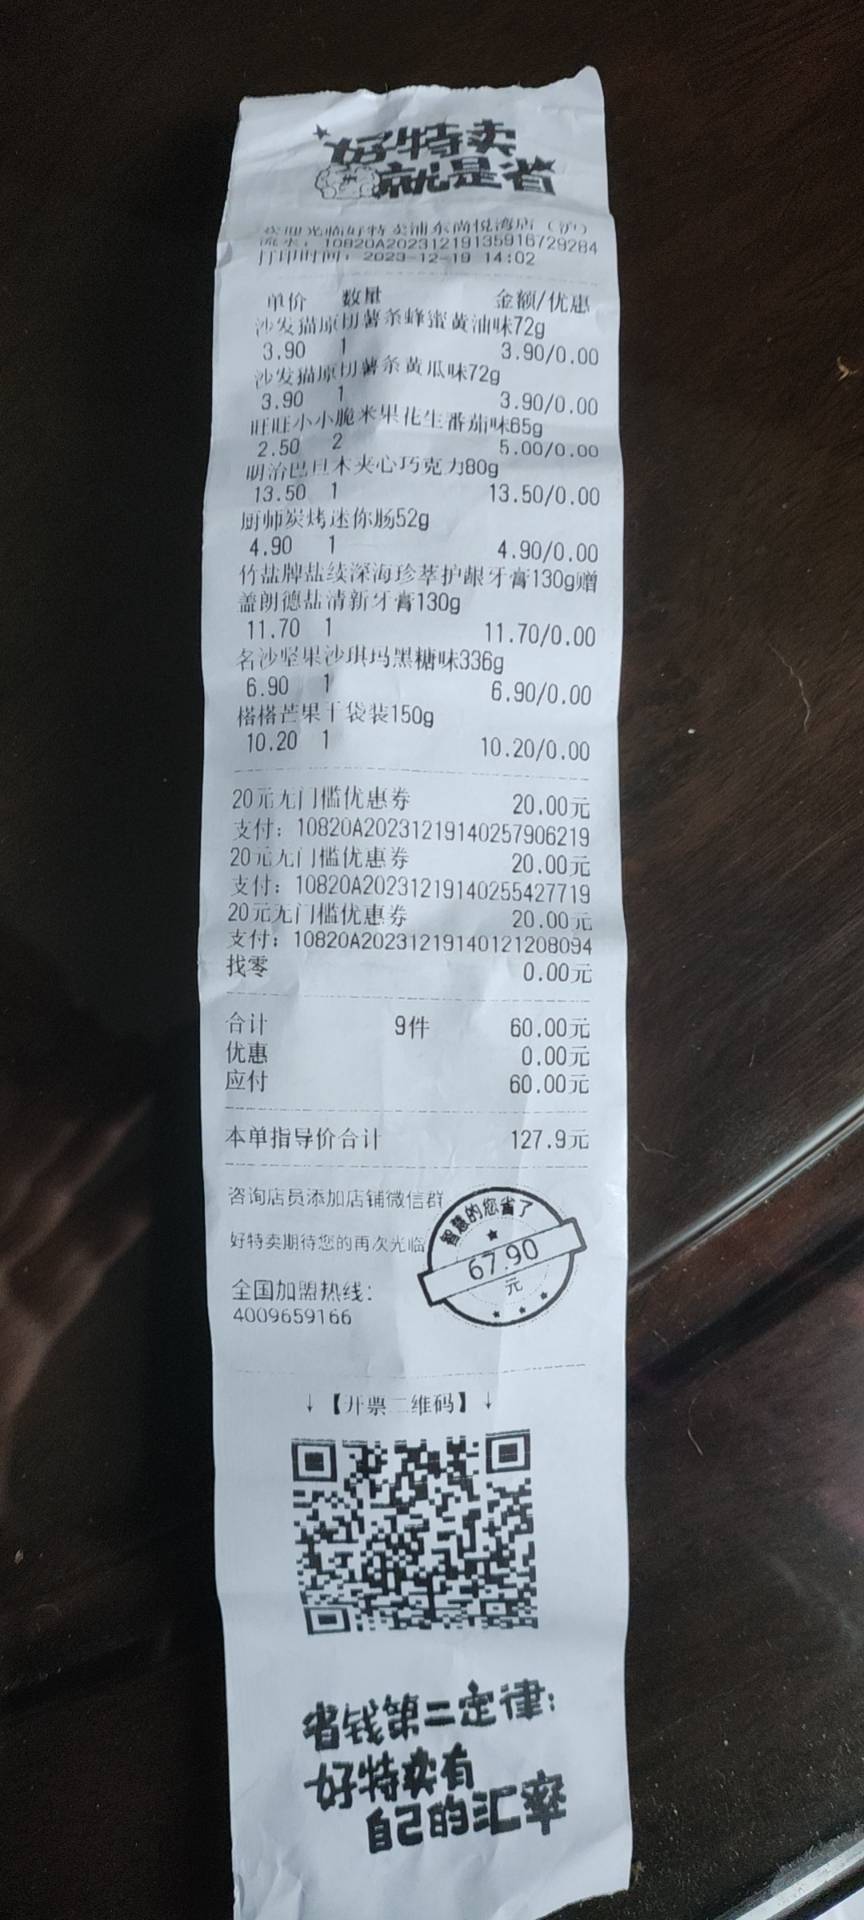 好特卖
就是省
欢迎光临好特卖浦东尚悦湾店（沪）
流水：10820A20231219135916729284
打印时间：2023-12-19 14:02
单价 数量 金额/优惠
沙发猫原切薯条蜂蜜黄油味72g
3.90 1 3.90/0.00
沙发猫原切薯条黄瓜味72g
3.90 1 3.90/0.00
旺旺小小脆米果花生番茄味65g
2.50 2 5.00/0.00
明治巴旦木夹心巧克力80g
13.50 1 13.50/0.00
厨师炭烤迷你肠52g
4.90 1 4.90/0.00
竹盐牌盐续深海珍萃护龈牙膏130g赠
盖朗德盐清新牙膏130g
11.70 1 11.70/0.00
名沙坚果沙琪玛黑糖味336g
6.90 1 6.90/0.00
榙榙芒果干袋装150g
10.20 1 10.20/0.00
20元无门槛优惠券 20.00元
支付：10820A20231219140257906219
20元无门槛优惠券 20.00元
支付：10820A20231219140255427719
20元无门槛优惠券 20.00元
支付：10820A20231219140121208094
找零 0.00元
合计 9件 60.00元
优惠 0.00元
应付 60.00元
本单指导价合计 127.9元
咨询店员添加店铺微信群
好特卖期待您的再次光临
智慧的您省了
67.90
元
全国加盟热线：
4009659166
↓【开票二维码】↓
省钱第二定律：
好特卖有
自己的汇率